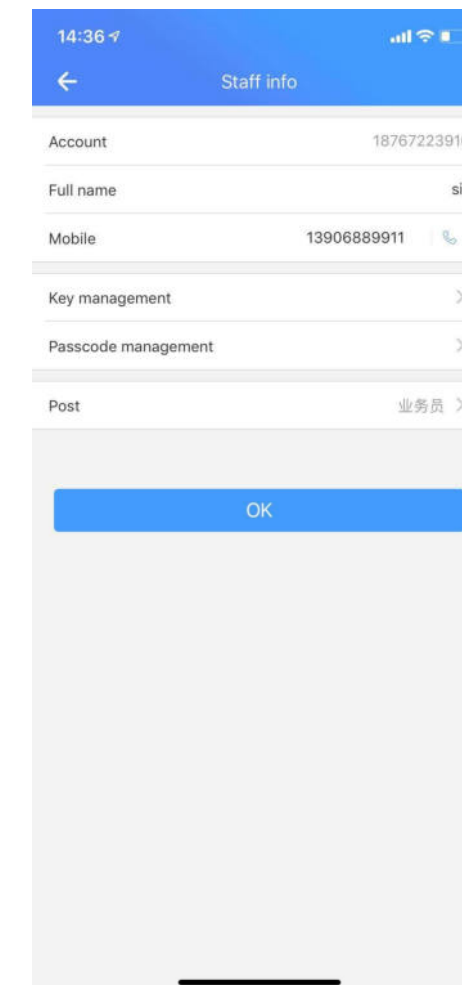 14:36
Staff info
Account 1876722391
Full name si
Mobile 13906889911
Key management
Passcode management
Post 业务员
OK